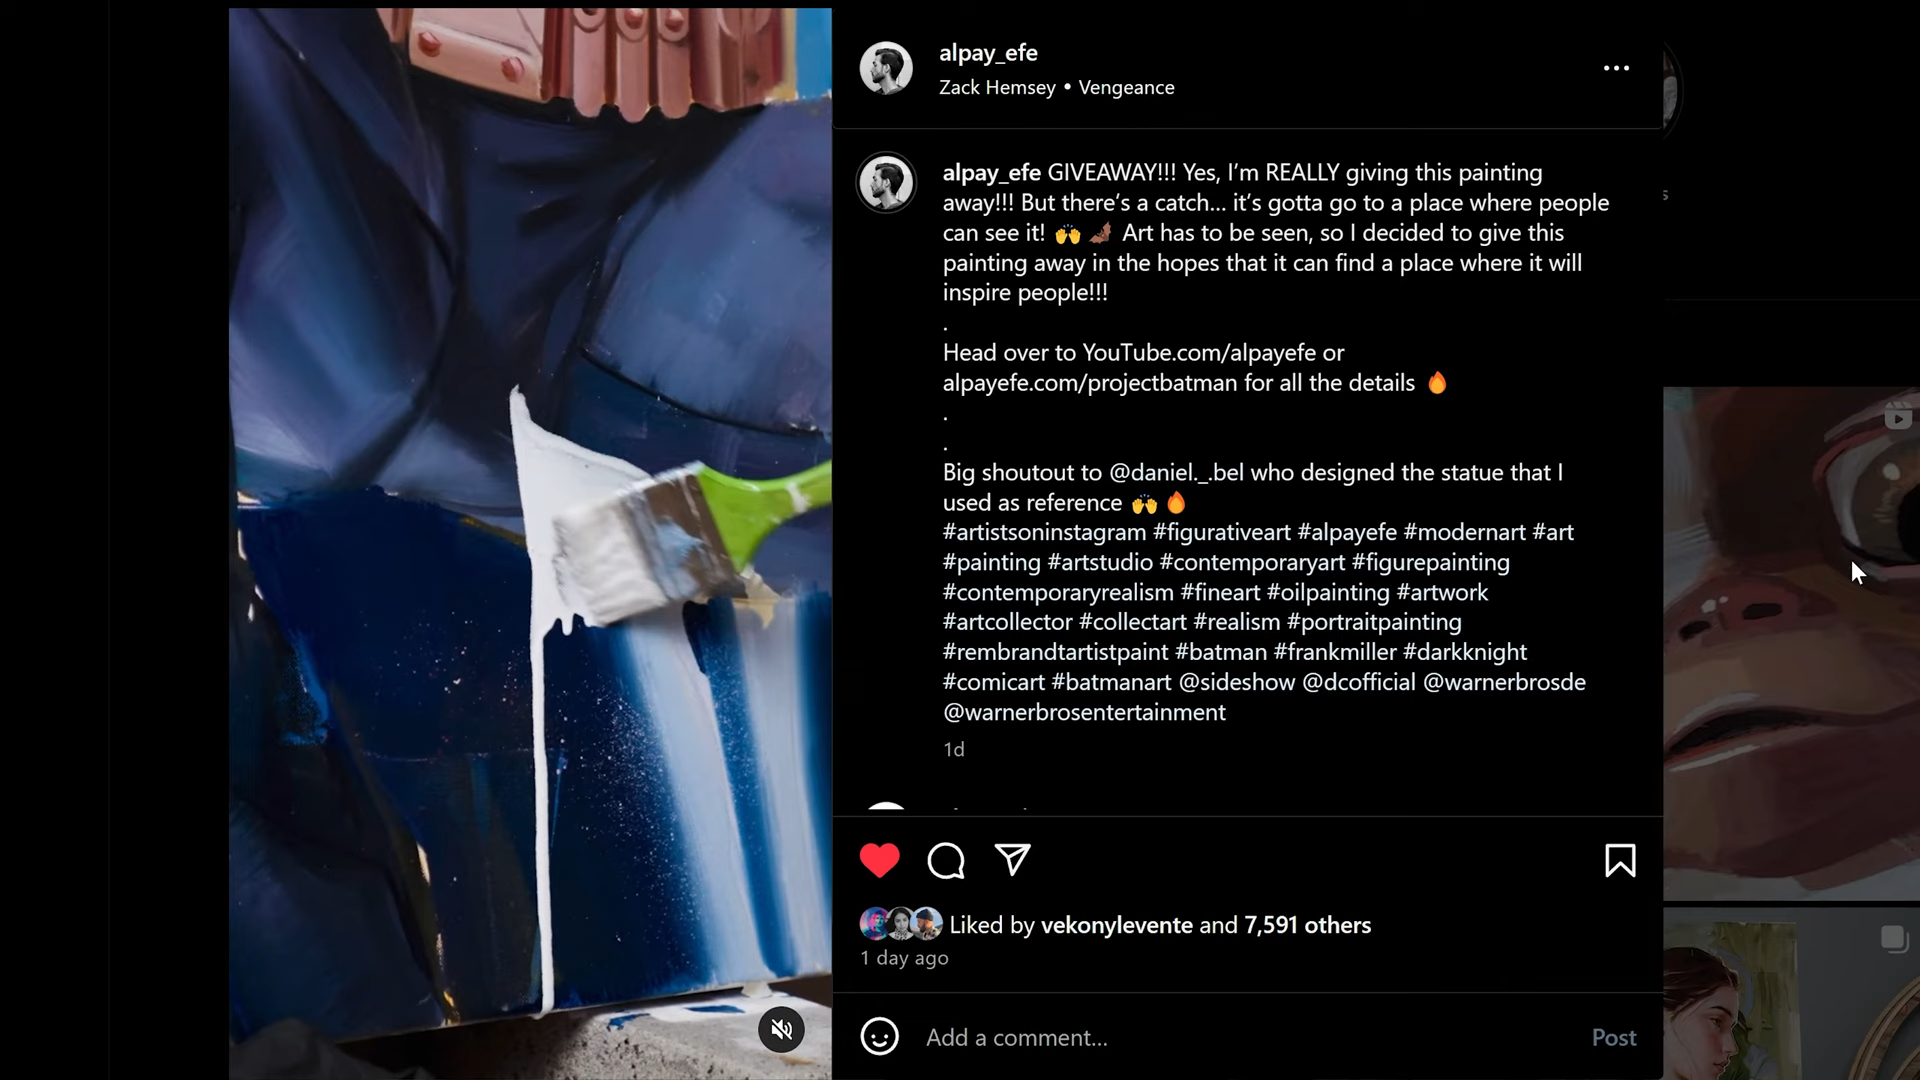 alpay_efe
Zack Hemsey • Vengeance
alpay_efe GIVEAWAY!!! Yes, I’m REALLY giving this painting
away!!! But there’s a catch... it’s gotta go to a place where people
can see it! 🙌 🦇 Art has to be seen, so I decided to give this
painting away in the hopes that it can find a place where it will
inspire people!!!
.
Head over to YouTube.com/alpayefe or
alpayefe.com/projectbatman for all the details 🔥
.
.
Big shoutout to @daniel._.bel who designed the statue that I
used as reference 🙌 🔥
#artistsoninstagram #figurativeart #alpayefe #modernart #art
#painting #artstudio #contemporaryart #figurepainting
#contemporaryrealism #fineart #oilpainting #artwork
#artcollector #collectart #realism #portraitpainting
#rembrandtartistpaint #batman #frankmiller #darkknight
#comicart #batmanart @sideshow @dcofficial @warnerbrosde
@warnerbrosentertainment
1d
Liked by vekonylevente and 7,591 others
1 day ago
Add a comment...
Post